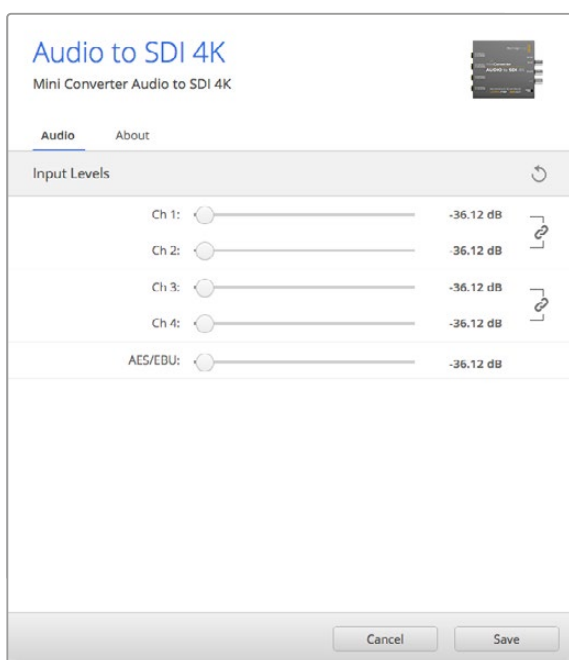 Audio to SDI 4K
Mini Converter Audio to SDI 4K
Audio About
Input Levels
Ch 1: -36.12 dB
Ch 2: -36.12 dB
Ch 3: -36.12 dB
Ch 4: -36.12 dB
AES/EBU: -36.12 dB
Cancel Save